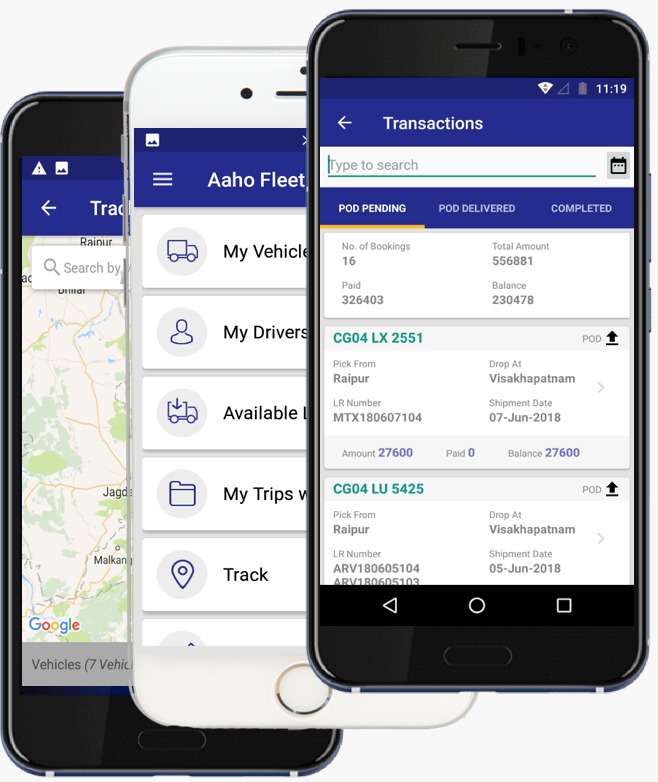 Trac
Raipur
Search by
Bhilai
Jagda
Malkang
Google
Vehicles (7 Vehic
Aaho Fleet
My Vehicle
My Drivers
Available L
My Trips w
Track
11:19
Transactions
Type to search
POD PENDING POD DELIVERED COMPLETED
No. of Bookings Total Amount
16 556881
Paid Balance
326403 230478
CG04 LX 2551 POD
Pick From Drop At
Raipur Visakhapatnam
LR Number Shipment Date
MTX180607104 07-Jun-2018
Amount 27600 Paid 0 Balance 27600
CG04 LU 5425 POD
Pick From Drop At
Raipur Visakhapatnam
LR Number Shipment Date
ARV180605104 05-Jun-2018
ARV180605103